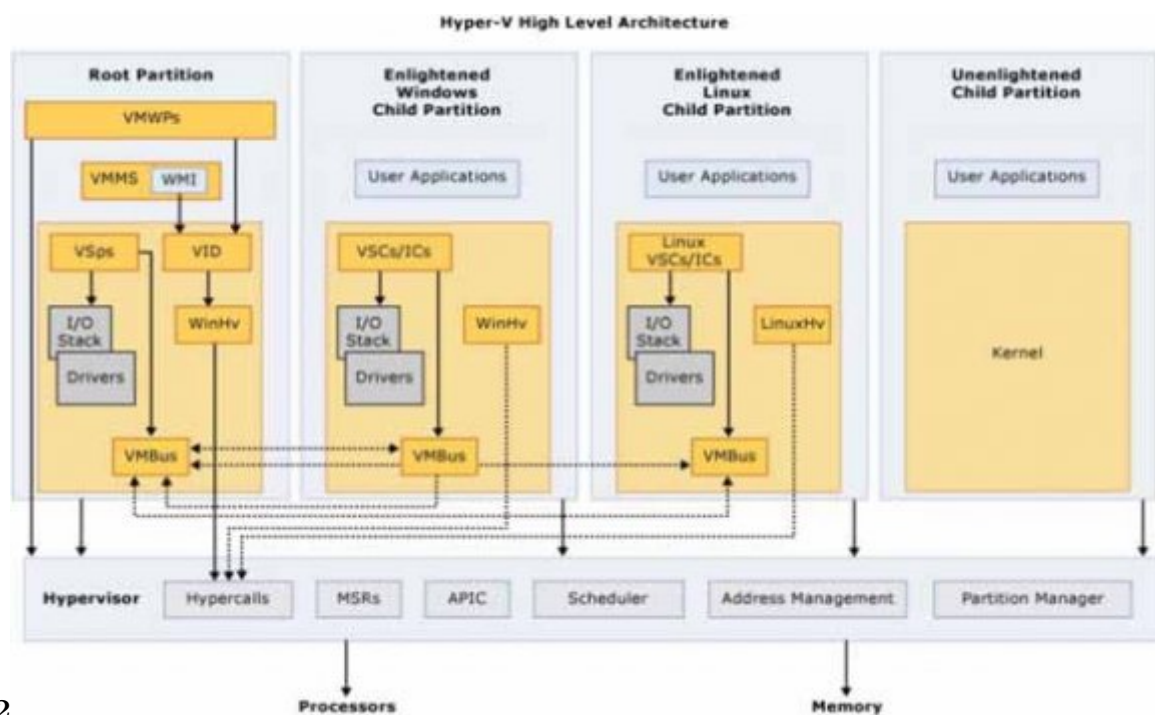 Hyper-V High Level Architecture
Root Partition
VMWPs
VMMS
WMI
VSps
VID
I/O
Stack
WinHv
Drivers
VMBus
Enlightened
Windows
Child Partition
User Applications
VSCs/ICs
I/O
Stack
WinHv
Drivers
VMBus
Enlightened
Linux
Child Partition
User Applications
Linux
VSCs/ICs
I/O
Stack
LinuxHv
Drivers
VMBus
Unenlightened
Child Partition
User Applications
Kernel
Hypervisor
Hypercalls
MSRs
APIC
Scheduler
Address Management
Partition Manager
Processors
Memory
2